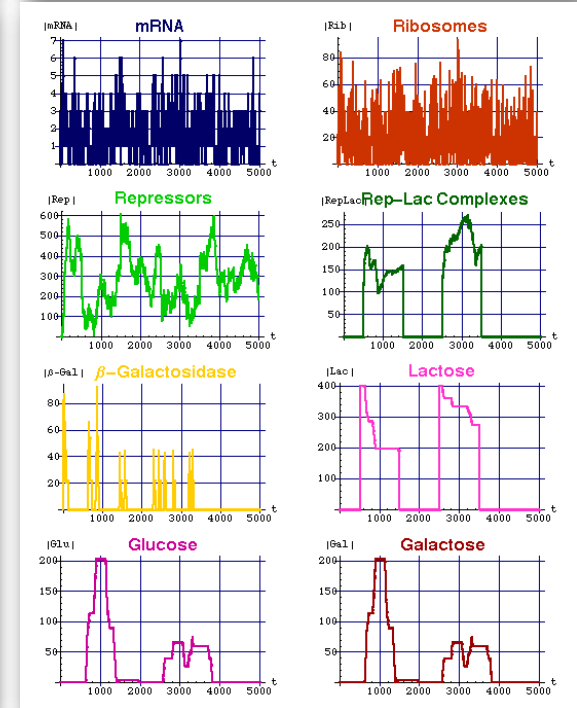 |mRNA| mRNA
7
6
5
4
3
2
1
1000 2000 3000 4000 5000 t
|Rib| Ribosomes
80
60
40
20
1000 2000 3000 4000 5000 t
|Rep| Repressors
600
500
400
300
200
100
1000 2000 3000 4000 5000 t
|RepLac Rep–Lac Complexes
250
200
150
100
50
1000 2000 3000 4000 5000 t
|β-Gal| β–Galactosidase
80
60
40
20
1000 2000 3000 4000 5000 t
|Lac| Lactose
400
300
200
100
1000 2000 3000 4000 5000 t
|Glu| Glucose
200
150
100
50
1000 2000 3000 4000 5000 t
|Gal| Galactose
200
150
100
50
1000 2000 3000 4000 5000 t